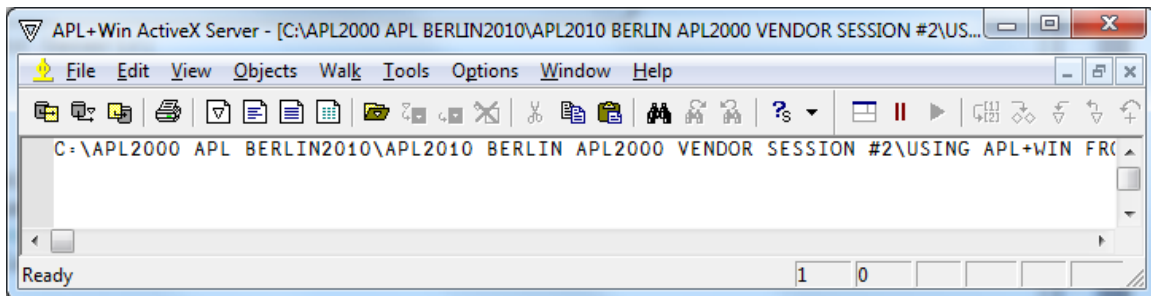 APL+Win ActiveX Server - [C:\APL2000 APL BERLIN2010\APL2010 BERLIN APL2000 VENDOR SESSION #2\US...
File Edit View Objects Walk Tools Options Window Help
C:\APL2000 APL BERLIN2010\APL2010 BERLIN APL2000 VENDOR SESSION #2\USING APL+WIN FRO
Ready 1 0